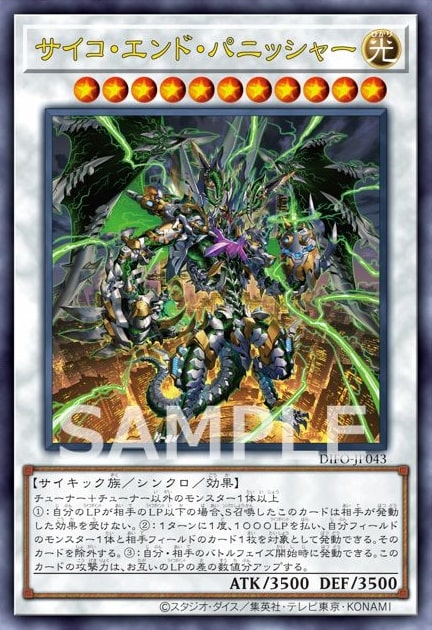 サイコ・エンド・パニッシャー
光
SAMPLE
DIFO-JP043
【サイキック族／シンクロ／効果】
チューナー＋チューナー以外のモンスター1体以上
①：自分のLPが相手のLP以下の場合、S召喚したこのカードは相手が発動
した効果を受けない。②：1ターンに1度、1000LPを払い、自分フィールド
のモンスター1体と相手フィールドのカード1枚を対象として発動できる。その
カードを除外する。③：自分・相手のバトルフェイズ開始時に発動できる。この
カードの攻撃力は、お互いのLPの差の数値分アップする。
ATK/3500 DEF/3500
©スタジオ・ダイス／集英社・テレビ東京・KONAMI